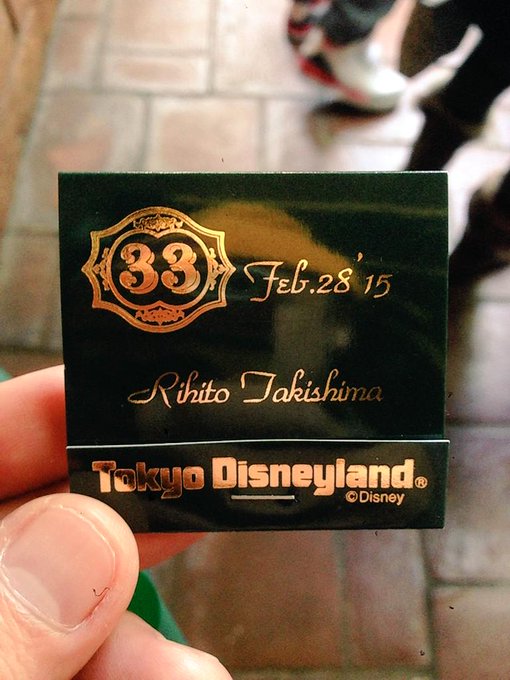 33
Feb.28'15
Rihito Takishima
Tokyo Disneyland®
©Disney